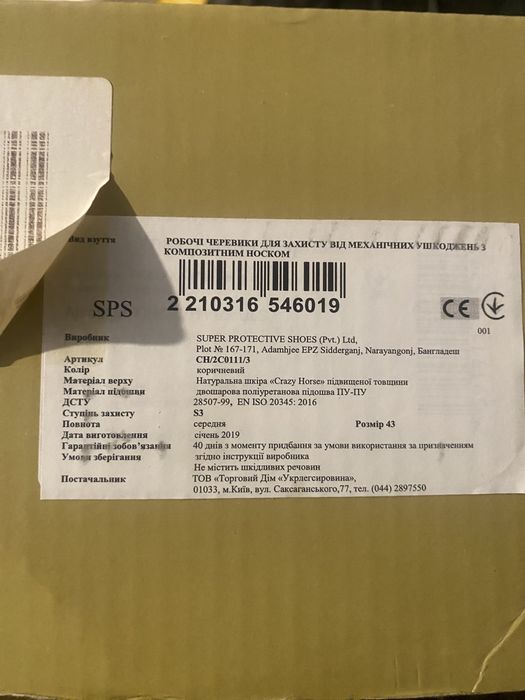 Вид взуття РОБОЧІ ЧЕРЕВИКИ ДЛЯ ЗАХИСТУ ВІД МЕХАНІЧНИХ УШКОДЖЕНЬ З
КОМПОЗИТНИМ НОСКОМ
SPS 2 210316 546019 CE
001
Виробник SUPER PROTECTIVE SHOES (Pvt.) Ltd,
Plot № 167-171, Adamhjee EPZ Sidderganj, Narayangonj, Бангладеш
Артикул CH/2C0111/3
Колір коричневий
Матеріал верху Натуральна шкіра «Crazy Horse» підвищеної товщини
Матеріал підошви двошарова поліуретанова підошва ПУ-ПУ
ДСТУ 28507-99, EN ISO 20345: 2016
Ступінь захисту S3
Повнота середня Розмір 43
Дата виготовлення січень 2019
Гарантійні зобов'язання 40 днів з моменту придбання за умови використання за призначенням
Умови зберігання згідно інструкції виробника
Не містить шкідливих речовин
Постачальник ТОВ «Торговий Дім «Укрлегсировина»,
01033, м.Київ, вул. Саксаганського,77, тел. (044) 2897550